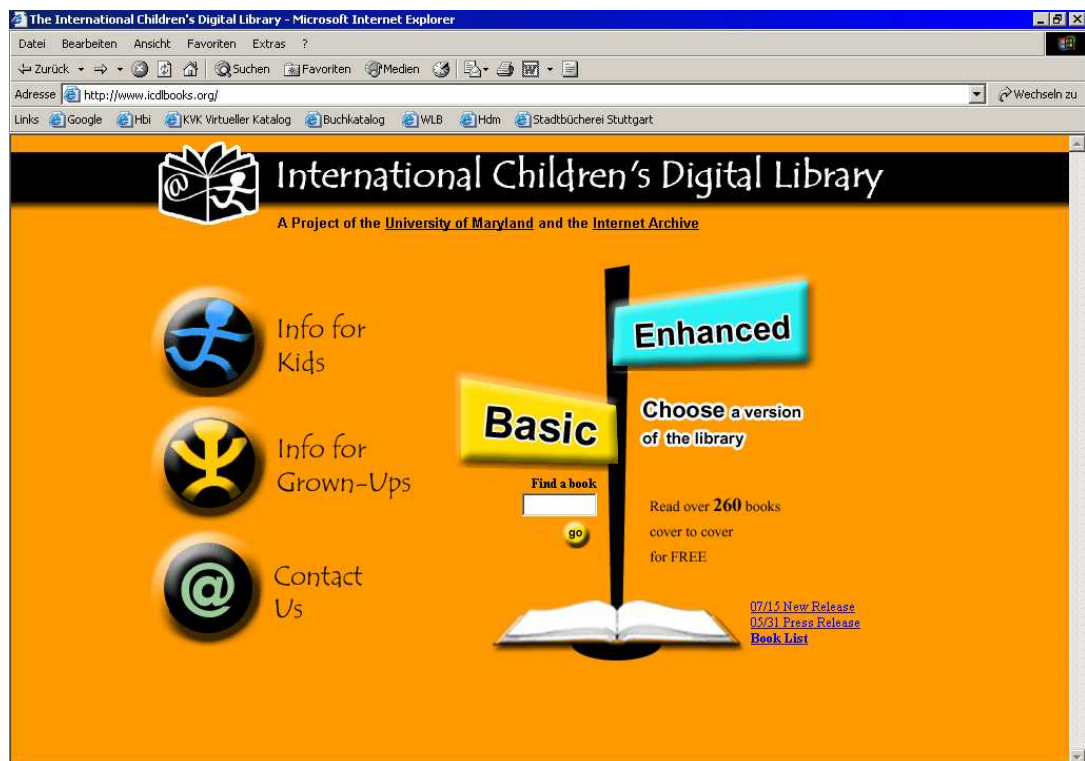 The International Children's Digital Library - Microsoft Internet Explorer
Datei Bearbeiten Ansicht Favoriten Extras ?
Zurück Suchen Favoriten Medien
Adresse http://www.icdlbooks.org/ Wechseln zu
Links Google Hbi KVK Virtueller Katalog Buchkatalog WLB Hdm Stadtbücherei Stuttgart
@ International Children's Digital Library
A Project of the University of Maryland and the Internet Archive
Enhanced
Info for
Kids
Basic
Choose a version
of the library
Info for
Grown-Ups
Find a book
go
Read over 260 books
cover to cover
for FREE
@
Contact
Us
07/15 New Release
05/31 Press Release
Book List